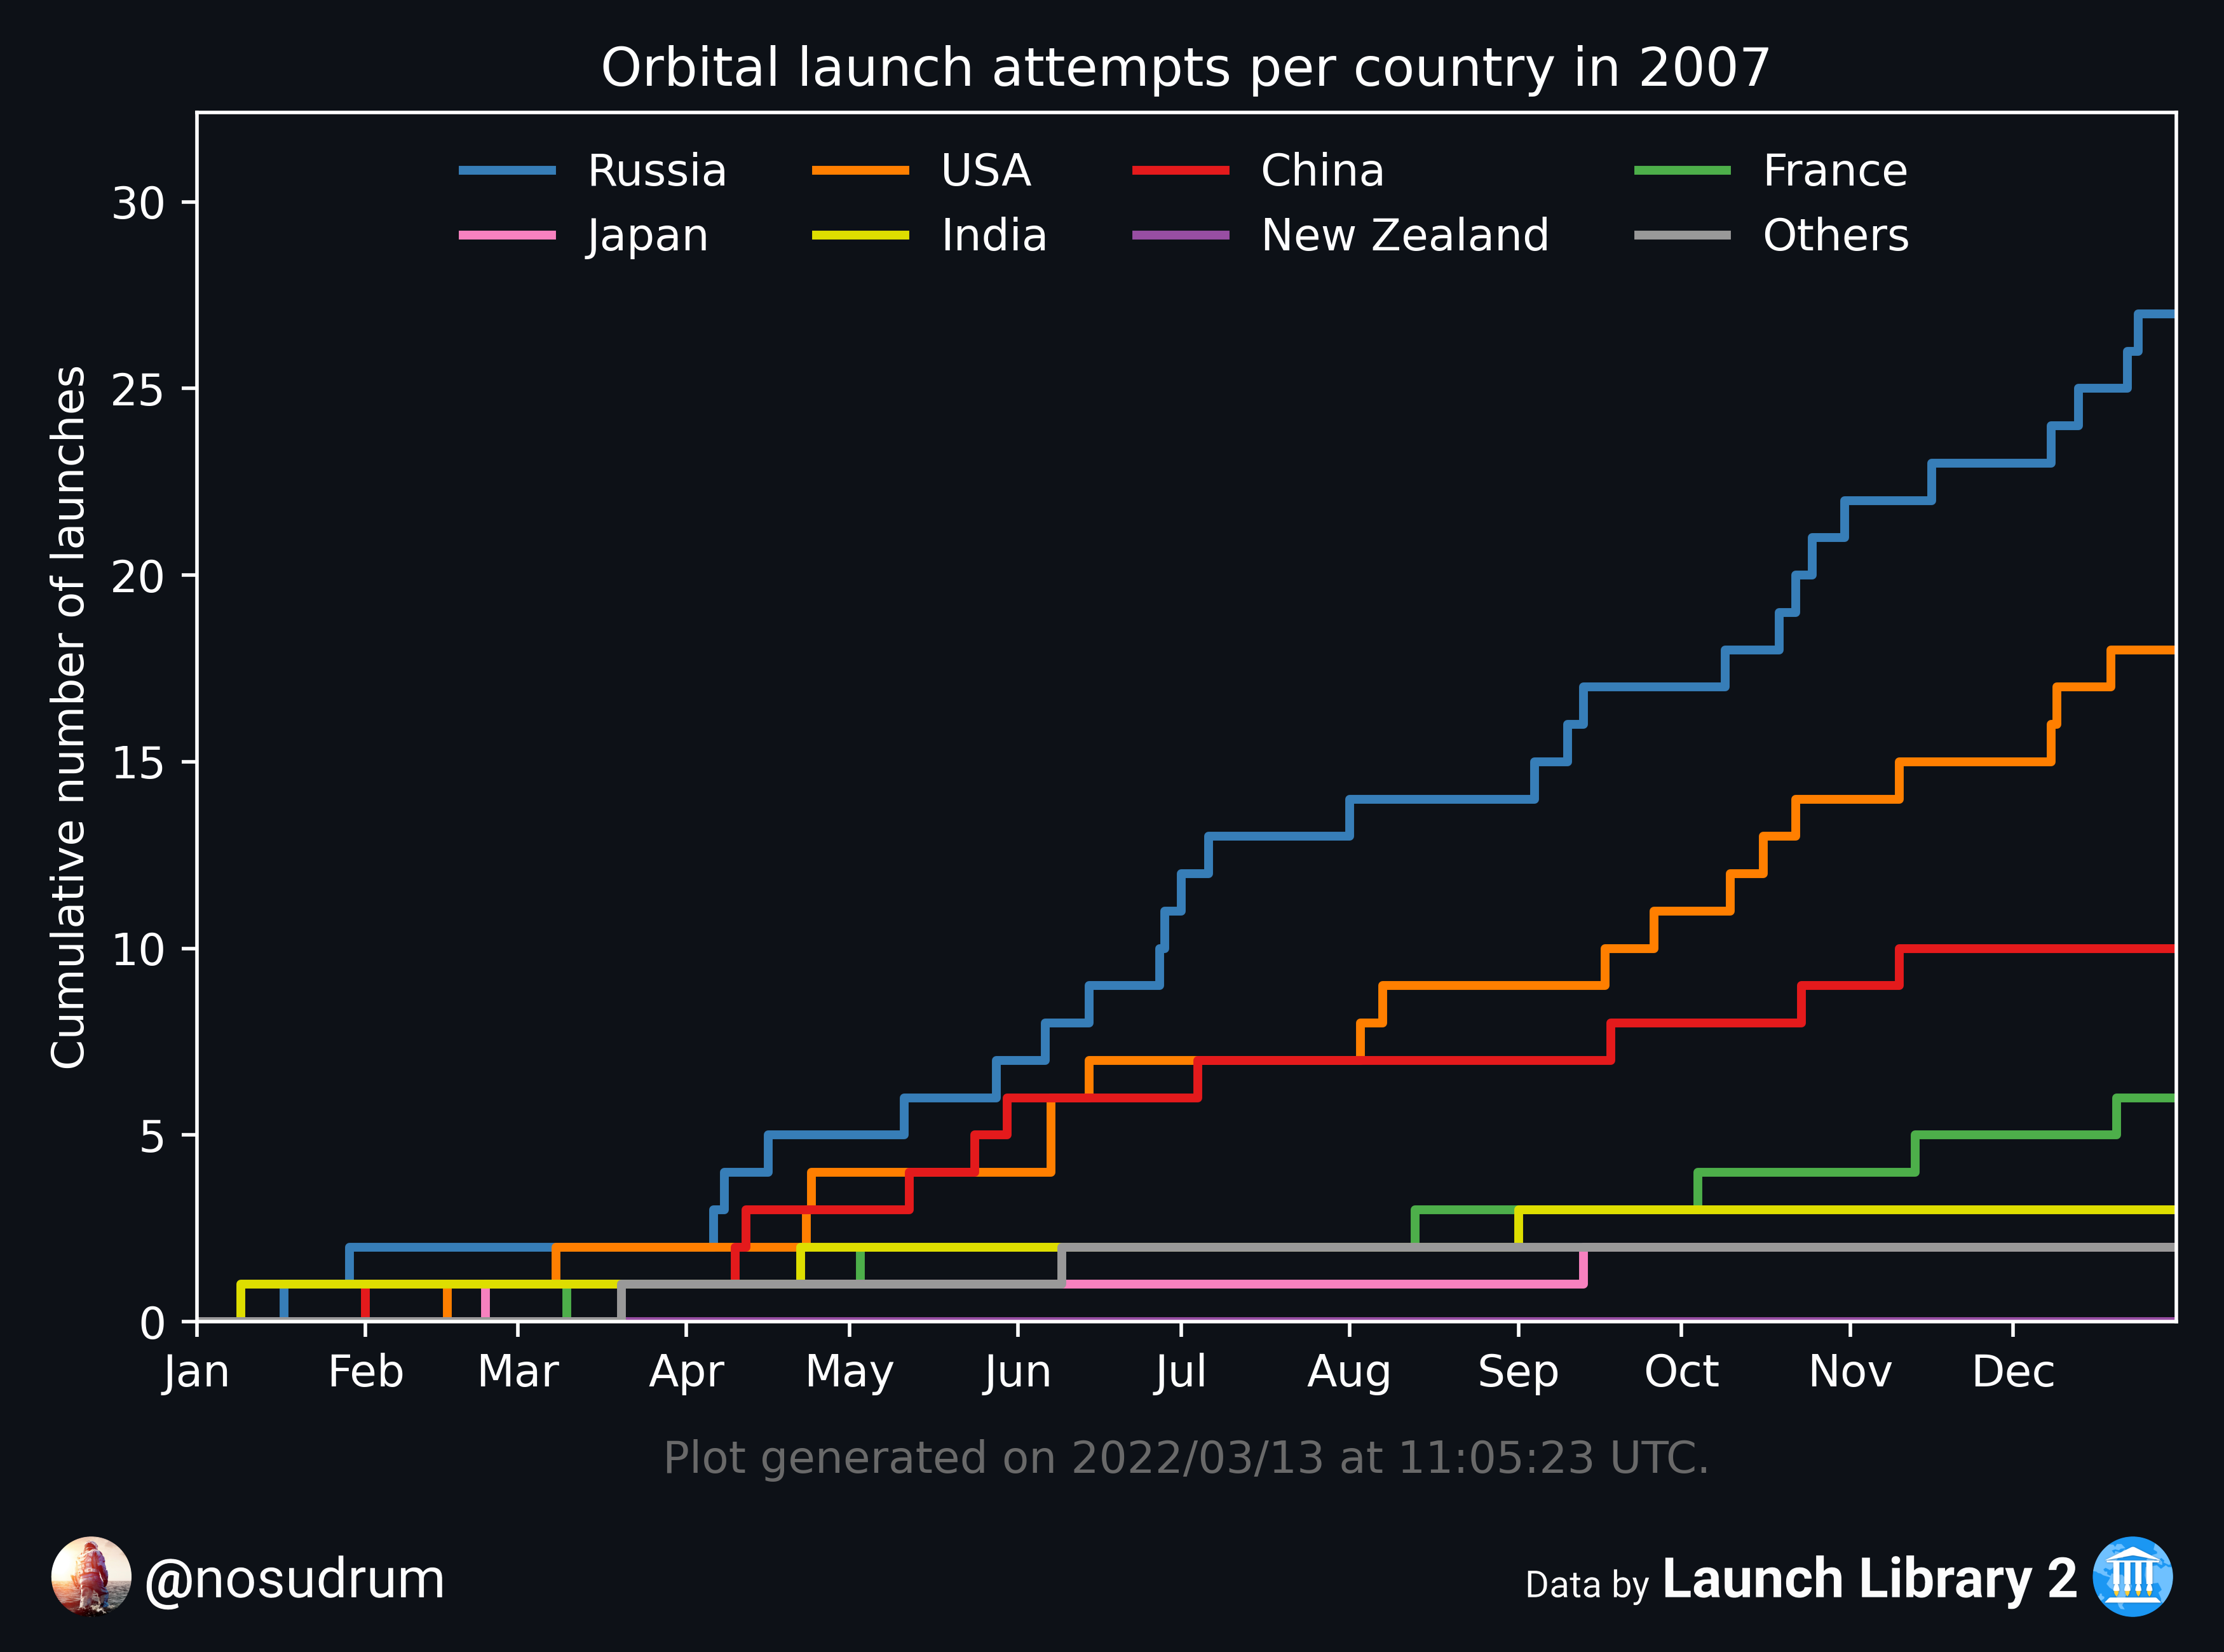 Orbital launch attempts per country in 2007
Russia USA China France
Japan India New Zealand Others
Cumulative number of launches
30
25
20
15
10
5
0
Jan Feb Mar Apr May Jun Jul Aug Sep Oct Nov Dec
Plot generated on 2022/03/13 at 11:05:23 UTC.
@nosudrum
Data by Launch Library 2